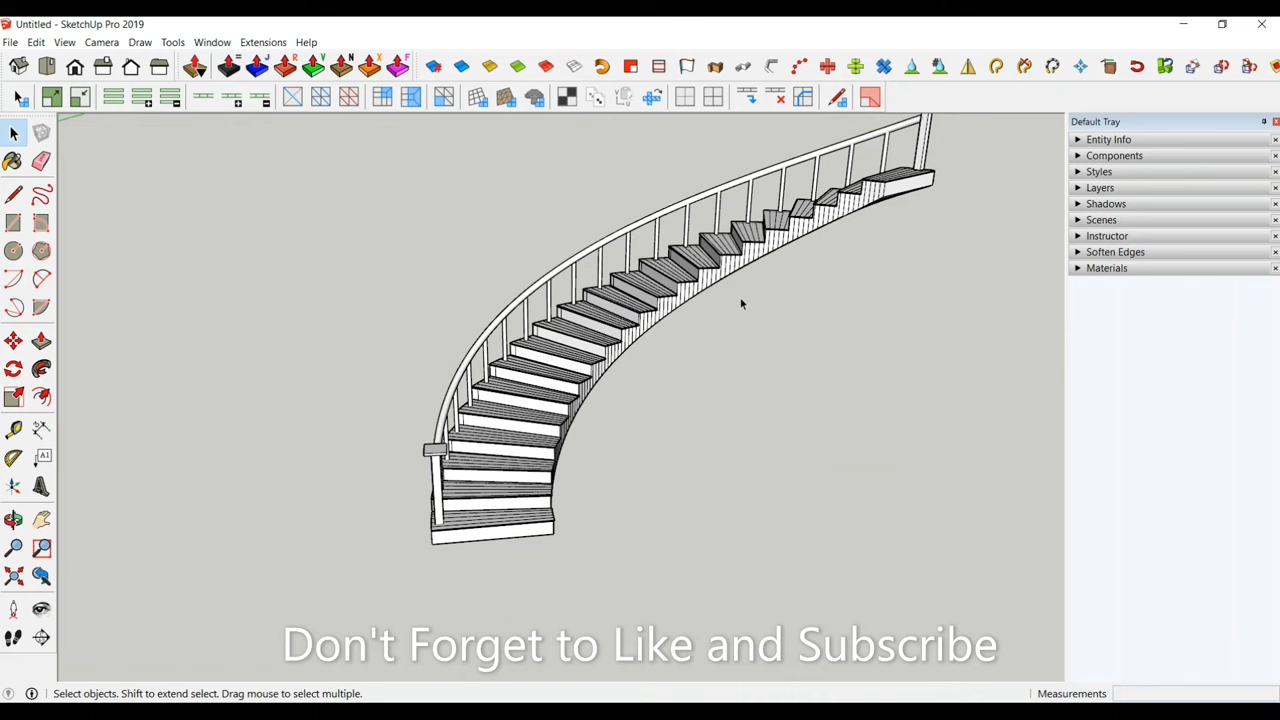 Untitled - SketchUp Pro 2019
File Edit View Camera Draw Tools Window Extensions Help
Default Tray
Entity Info
Components
Styles
Layers
Shadows
Scenes
Instructor
Soften Edges
Materials
Don't Forget to Like and Subscribe
Select objects. Shift to extend select. Drag mouse to select multiple.
Measurements